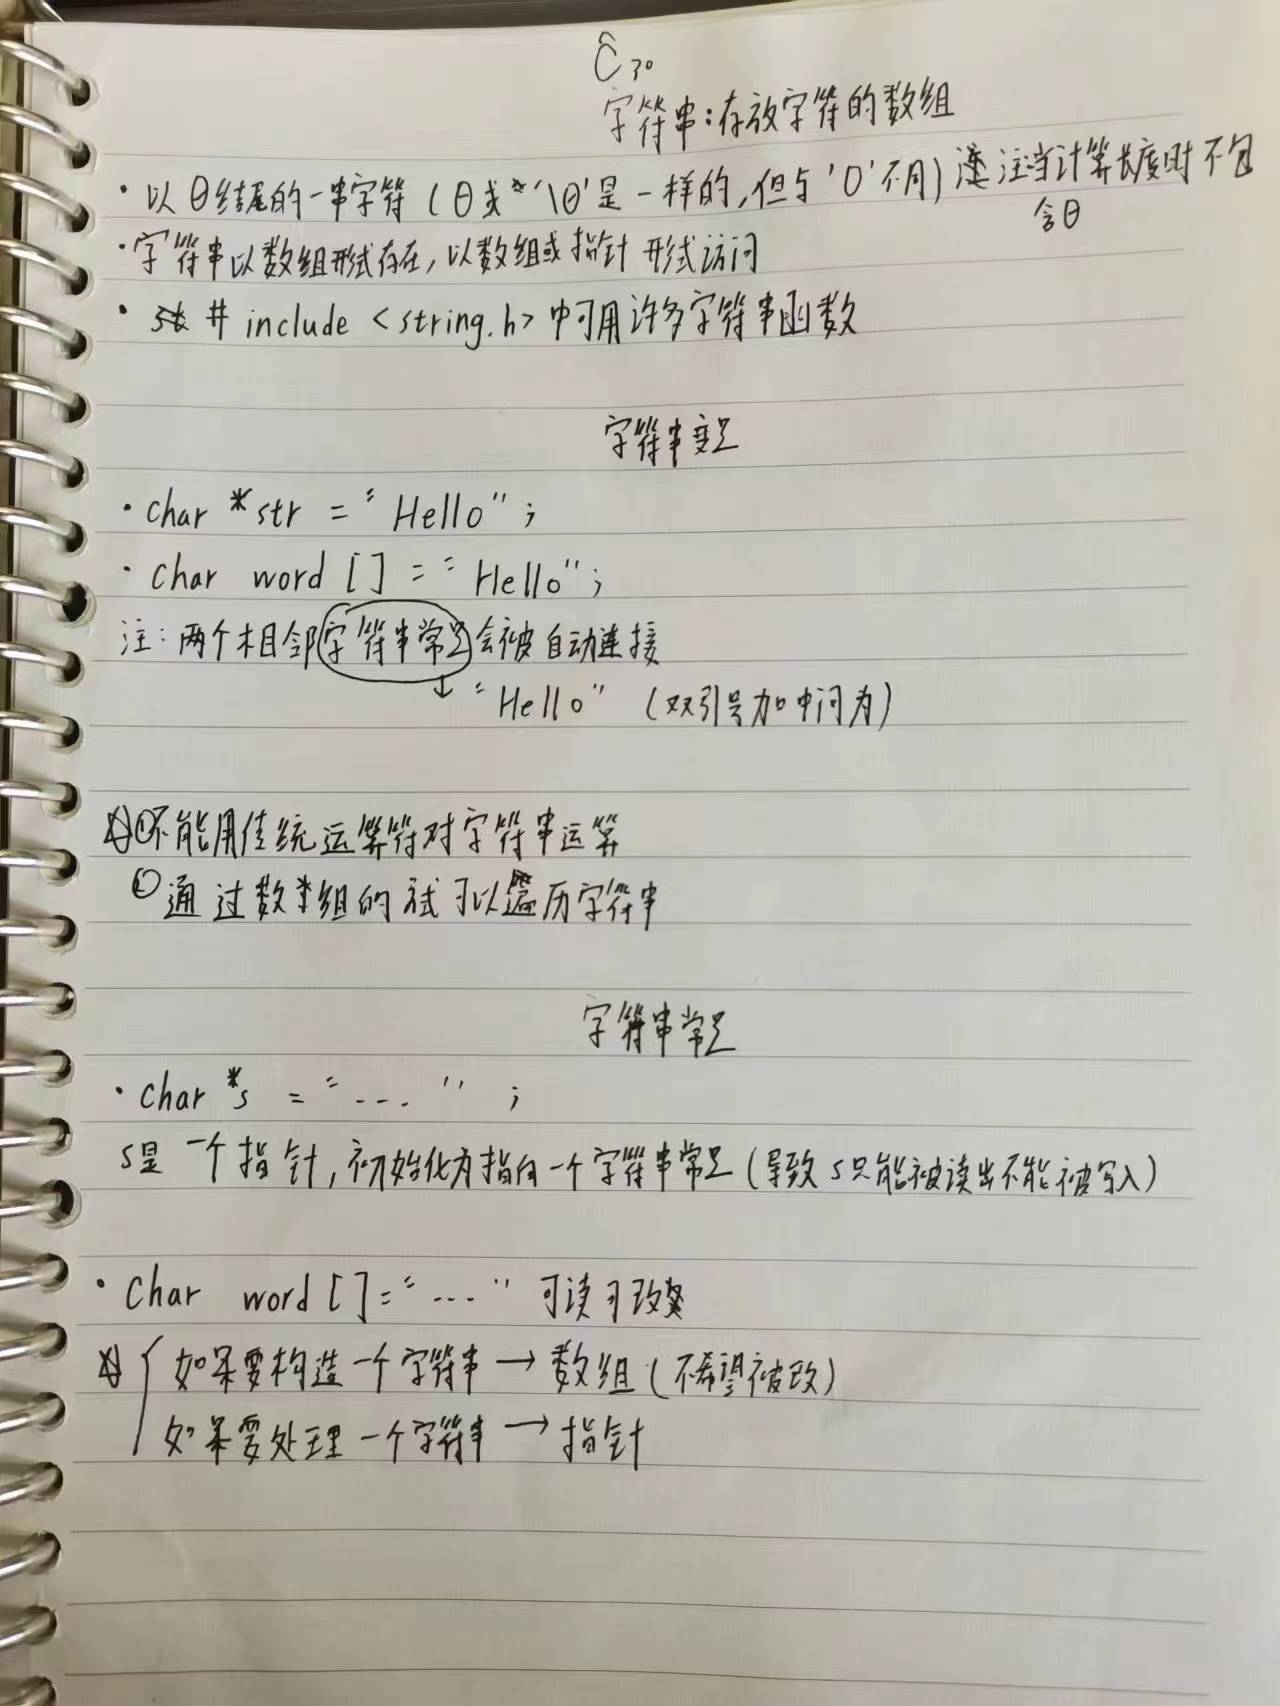 C 30
字符串:存放字符的数组
·以0结尾的一串字符(0或'\0'是一样的,但与'0'不同) 注当计算长度时不包
含0
·字符串以数组形式存在,以数组或指针形式访问
· # include <string.h>中可用许多字符串函数
字符串变量
·char *str = "Hello";
·char word [] = "Hello";
注:两个相邻字符串常量会被自动连接
↓ "Hello" (双引号加中间为)
①不能用传统运算符对字符串运算
②通过数组的 试可以遍历字符串
字符串常量
·char *s = "..." ;
s是一个指针,初始化为指向一个字符串常量(导致s只能被读出不能被写入)
·Char word []="..." 可读可改
如果要构造一个字符串→数组(不希望被改)
如果要处理一个字符串→指针